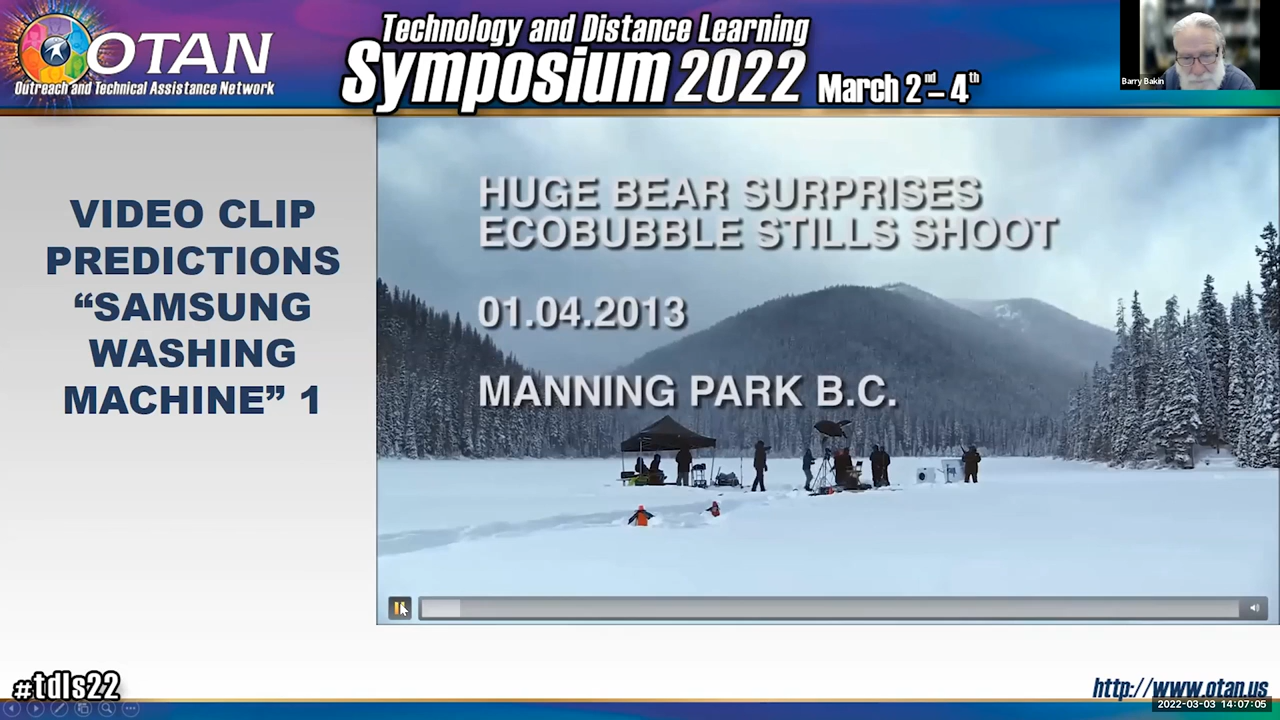 OTAN
Outreach and Technical Assistance Network
Technology and Distance Learning
Symposium 2022 March 2nd – 4th
Barry Bakin
VIDEO CLIP
PREDICTIONS
“SAMSUNG
WASHING
MACHINE” 1
HUGE BEAR SURPRISES
ECOBUBBLE STILLS SHOOT
01.04.2013
MANNING PARK B.C.
#tdls22
http://www.otan.us
2022-03-03 14:07:05